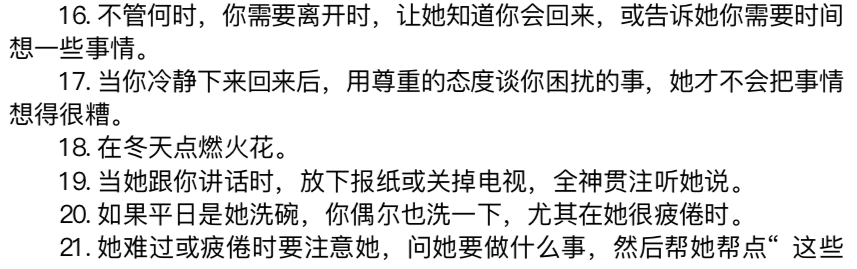 16. 不管何时，你需要离开时，让她知道你会回来，或告诉她你需要时间
想一些事情。
17. 当你冷静下来回来后，用尊重的态度谈你困扰的事，她才不会把事情
想得很糟。
18. 在冬天点燃火花。
19. 当她跟你讲话时，放下报纸或关掉电视，全神贯注听她说。
20. 如果平日是她洗碗，你偶尔也洗一下，尤其在她很疲倦时。
21. 她难过或疲倦时要注意她，问她要做什么事，然后帮她帮点“ 这些